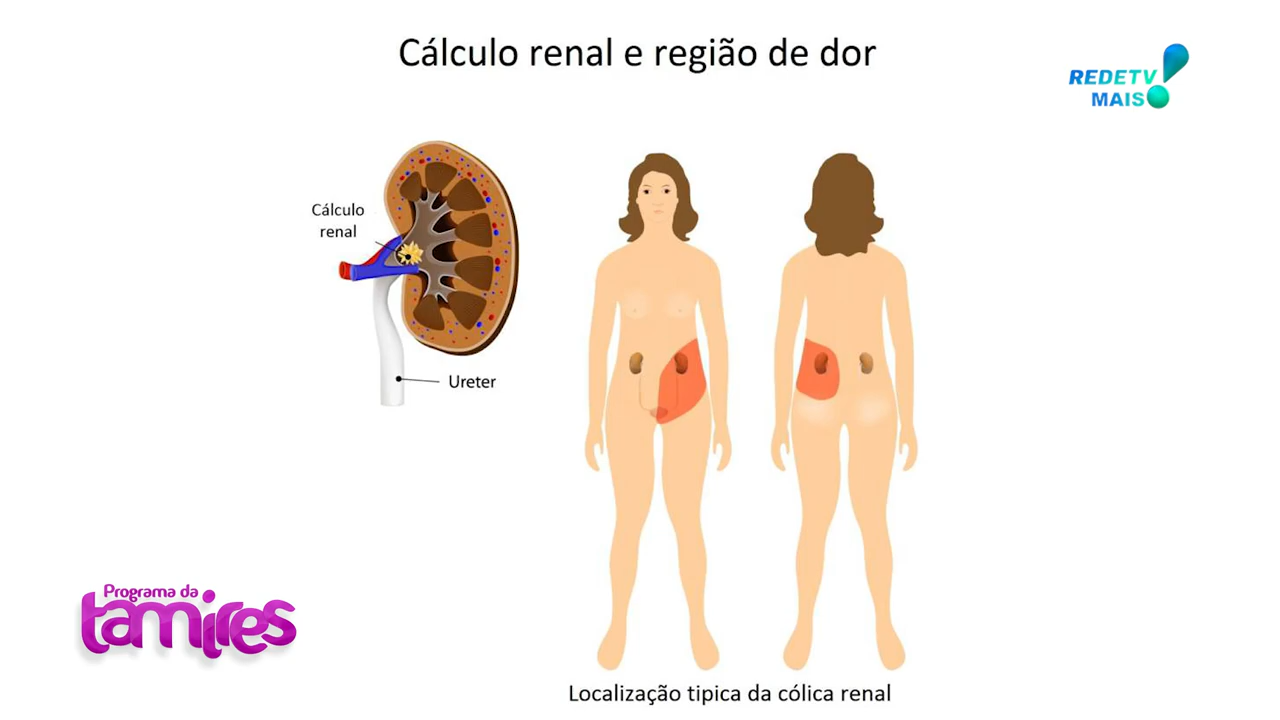 Cálculo renal e região de dor
REDETV
MAIS
Cálculo
renal
Ureter
Programa da
tamires
Localização tipica da cólica renal